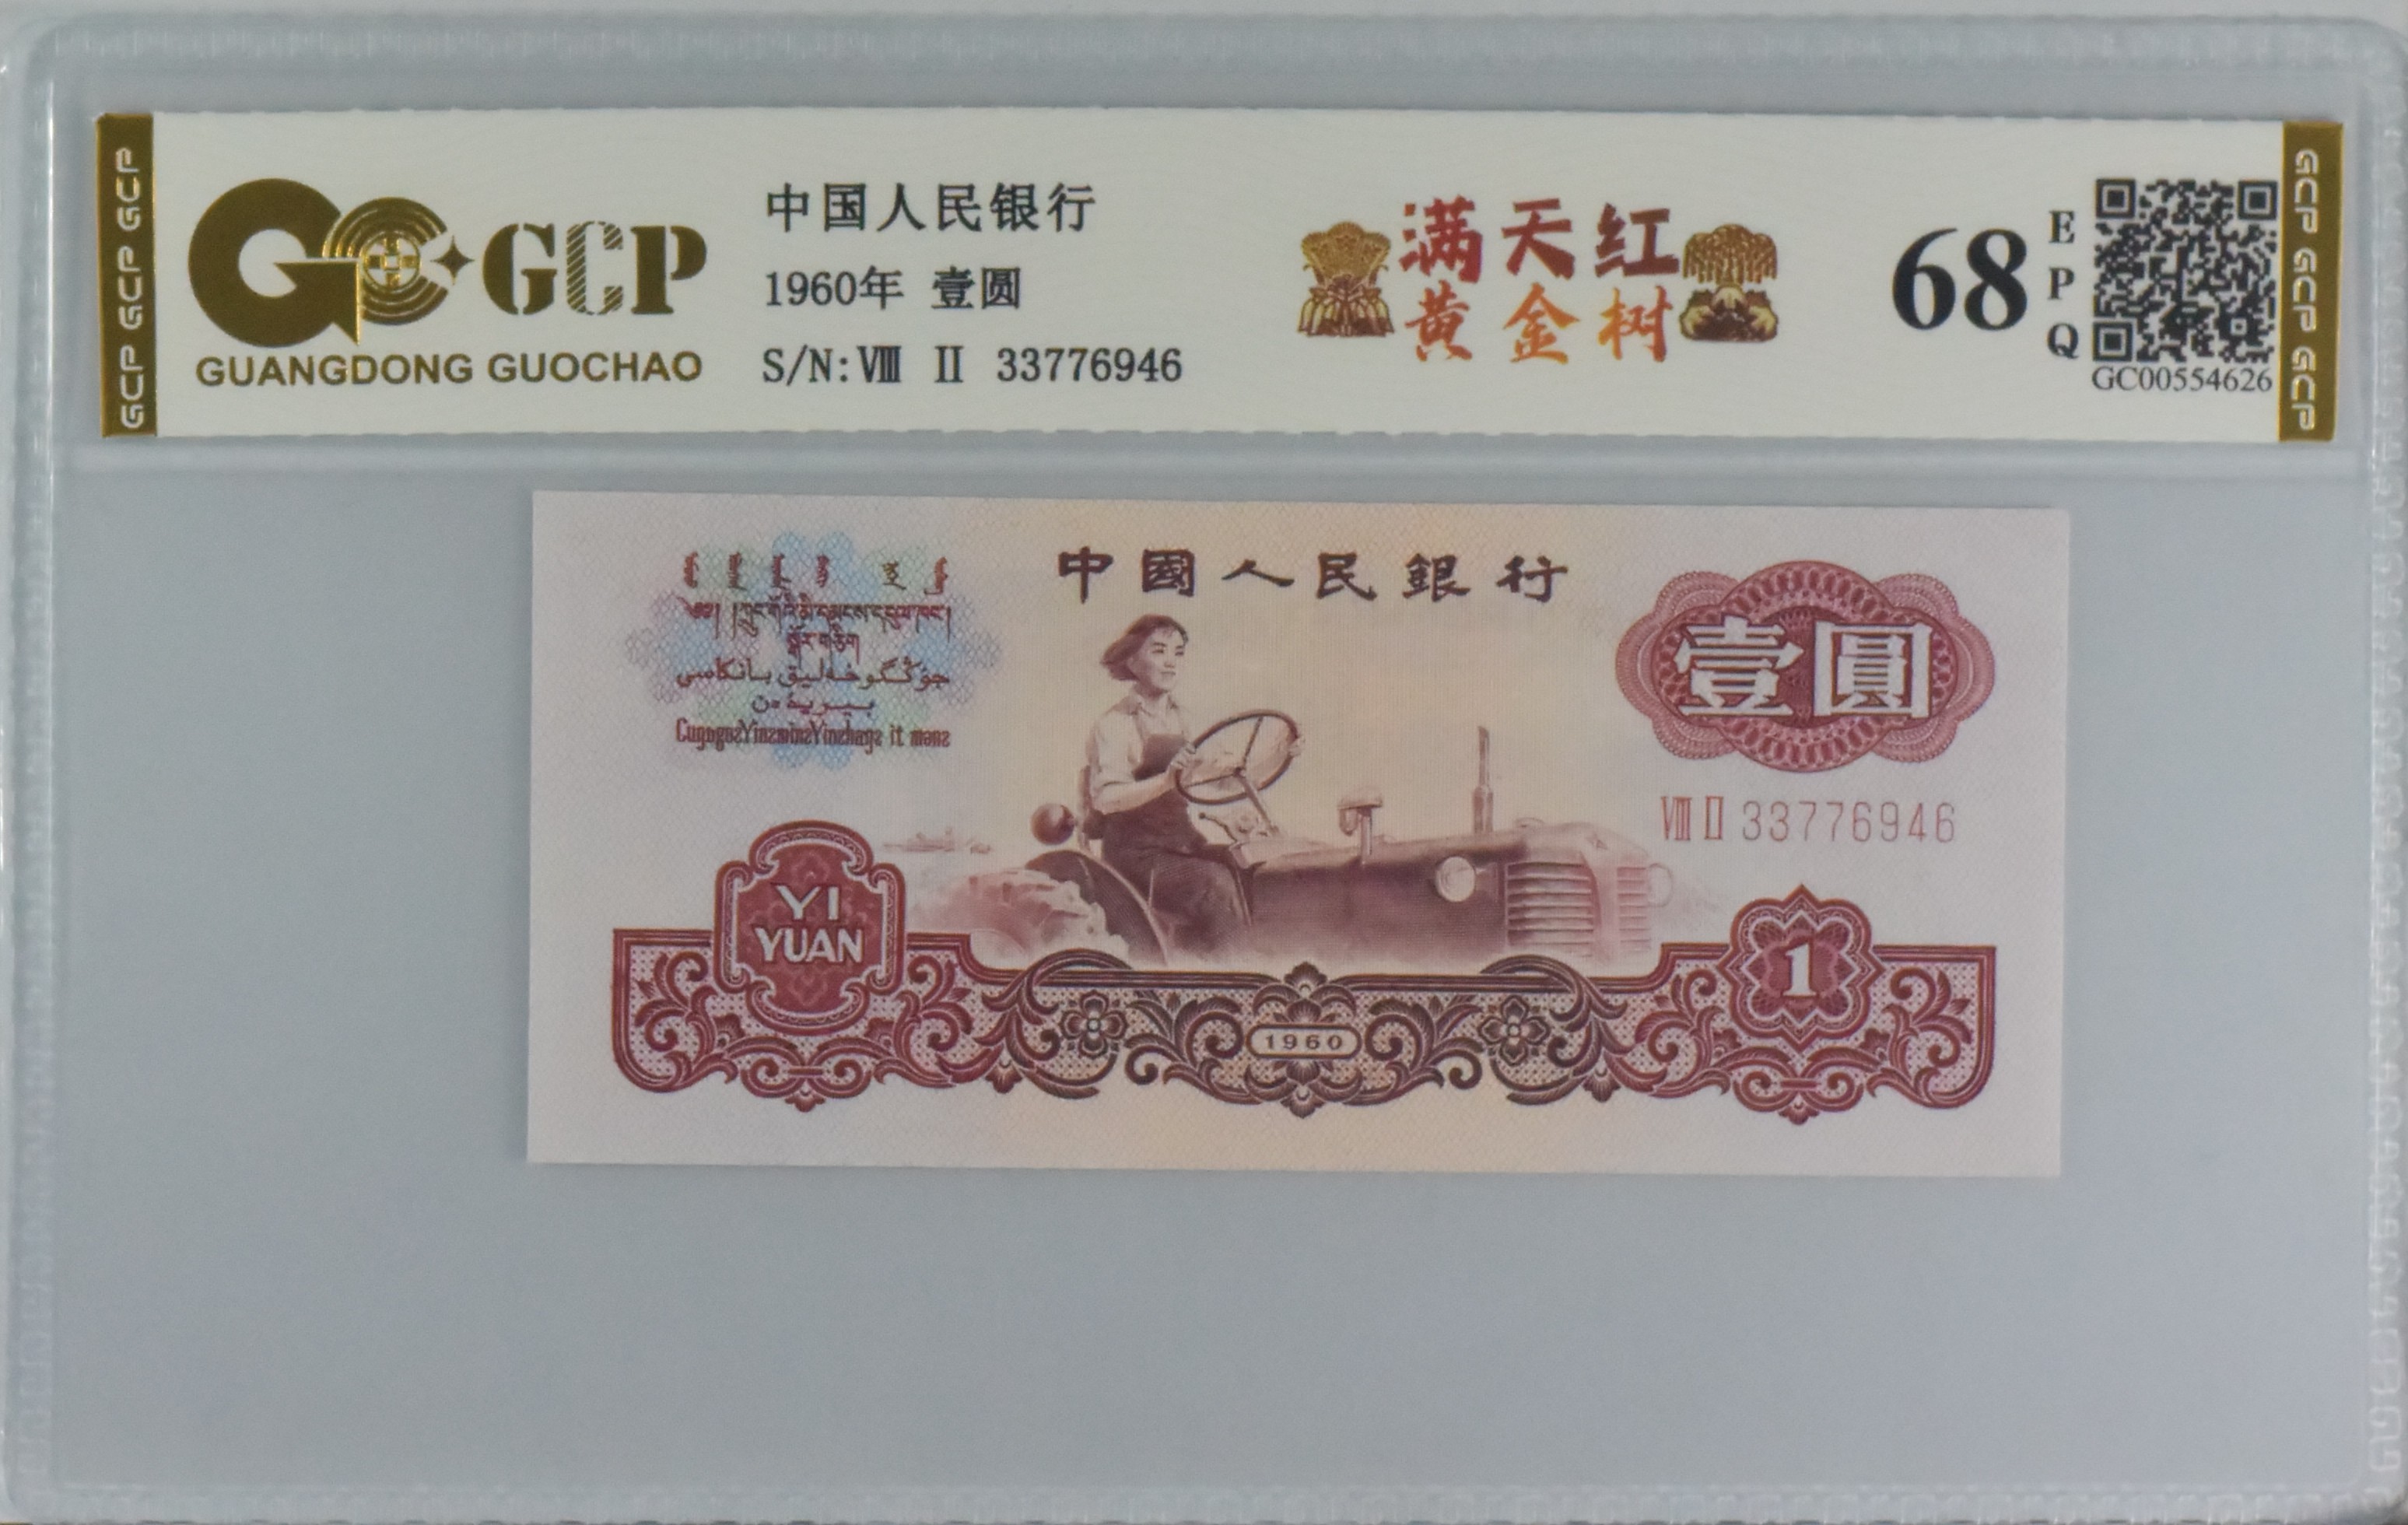 GCP GCP GCP
GCP
GUANGDONG GUOCHAO
中国人民银行
1960年 壹圆
S/N: Ⅷ Ⅱ 33776946
满天红
黄金树
68
EPQ
GC00554626
GCP GCP GCP
中國人民銀行
壹圓
Ⅷ Ⅱ 33776946
YI
YUAN
1960
1